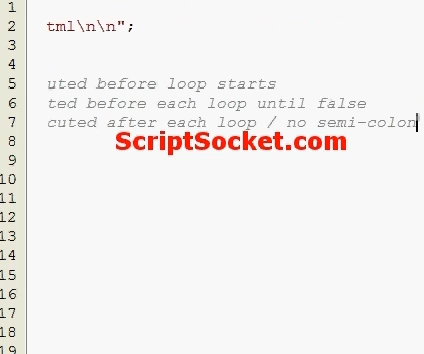 1
2 tml\n\n";
3
4
5 uted before loop starts
6 ted before each loop until false
7 cuted after each loop / no semi-colon
8 ScriptSocket.com
9
10
11
12
13
14
15
16
17
18
19